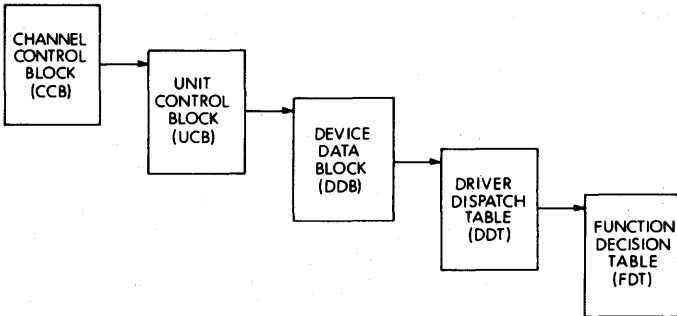 CHANNEL
CONTROL
BLOCK
(CCB)
UNIT
CONTROL
BLOCK
(UCB)
DEVICE
DATA
BLOCK
(DDB)
DRIVER
DISPATCH
TABLE
(DDT)
FUNCTION
DECISION
TABLE
(FDT)